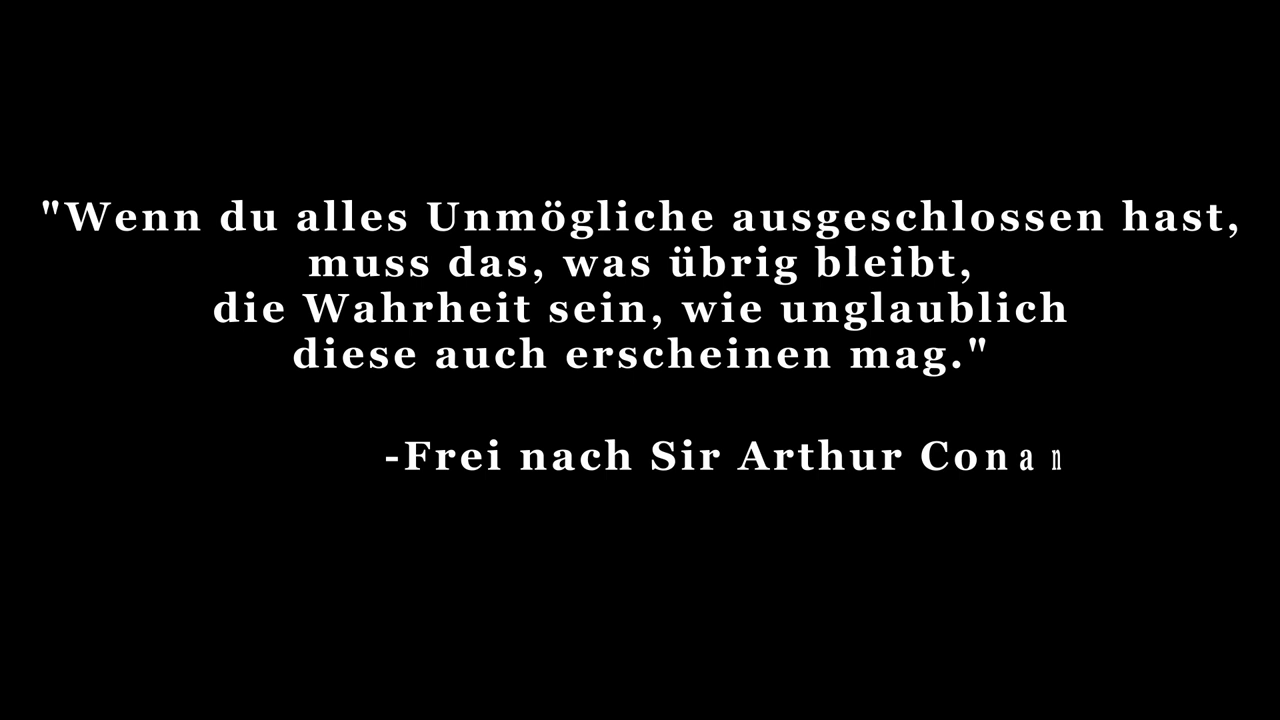 "Wenn du alles Unmögliche ausgeschlossen hast,
muss das, was übrig bleibt,
die Wahrheit sein, wie unglaublich
diese auch erscheinen mag."
-Frei nach Sir Arthur Conan